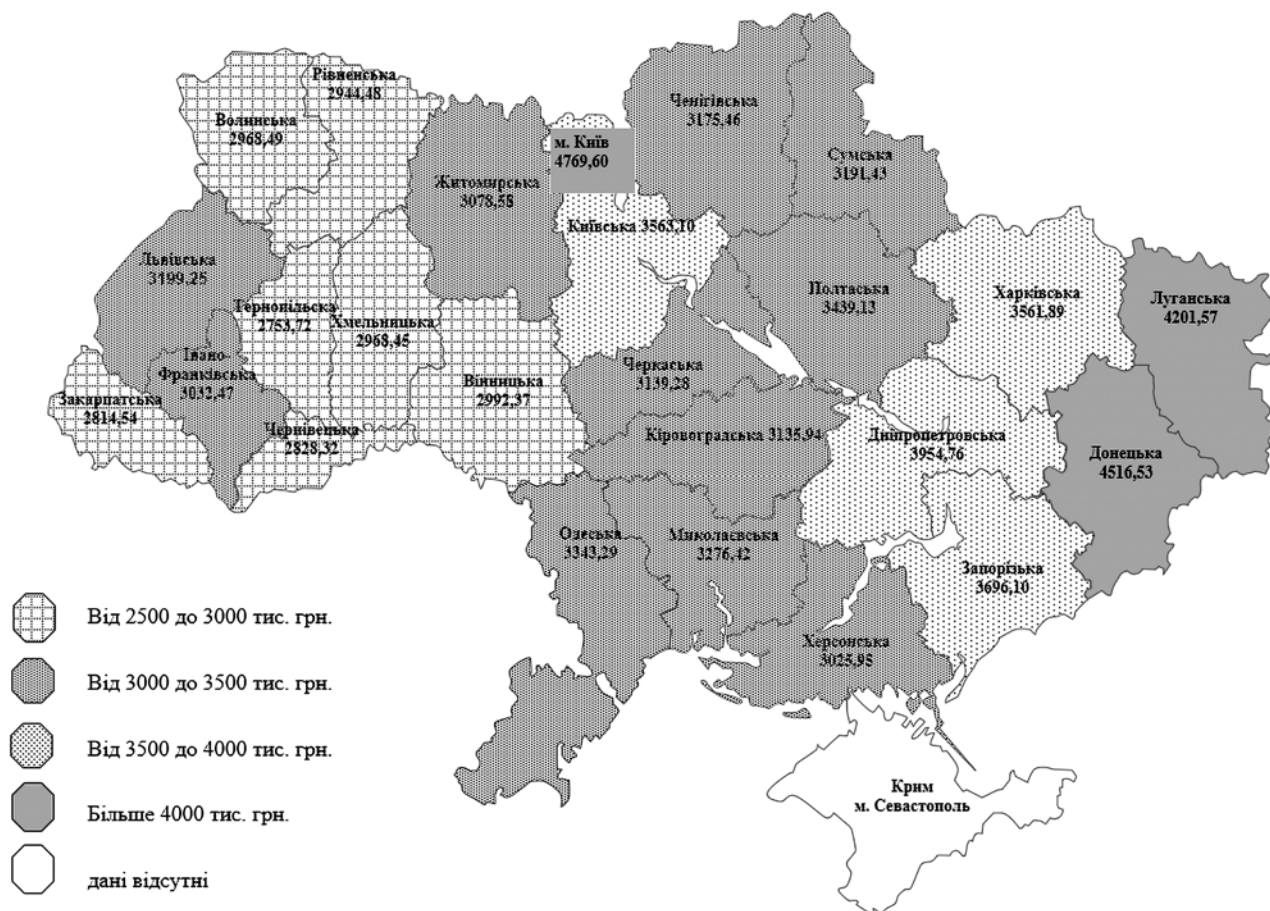 Рівненська
2944,48
Волинська
2968,49
Ченігівська
3175,46
м. Київ
4769,60
Сумська
3191,43
Житомирська
3078,58
Київська 3563,10
Львівська
3199,25
Тернопільска
2753,72
Хмельницька
2968,45
Полтаська
3439,13
Харківська
3561,89
Луганська
4201,57
Івано-
Франківська
3032,47
Черкаська
3139,28
Вінницька
2992,37
Закарпатська
2814,54
Чернівецька
2828,32
Кіровоградська 3135,94
Дніпропетровська
3954,76
Донецька
4516,53
Одеська
3343,29
Миколаєвська
3276,42
Запорізька
3696,10
Херсонська
3025,98
Крим
м. Севастополь
Від 2500 до 3000 тис. грн.
Від 3000 до 3500 тис. грн.
Від 3500 до 4000 тис. грн.
Більше 4000 тис. грн.
дані відсутні